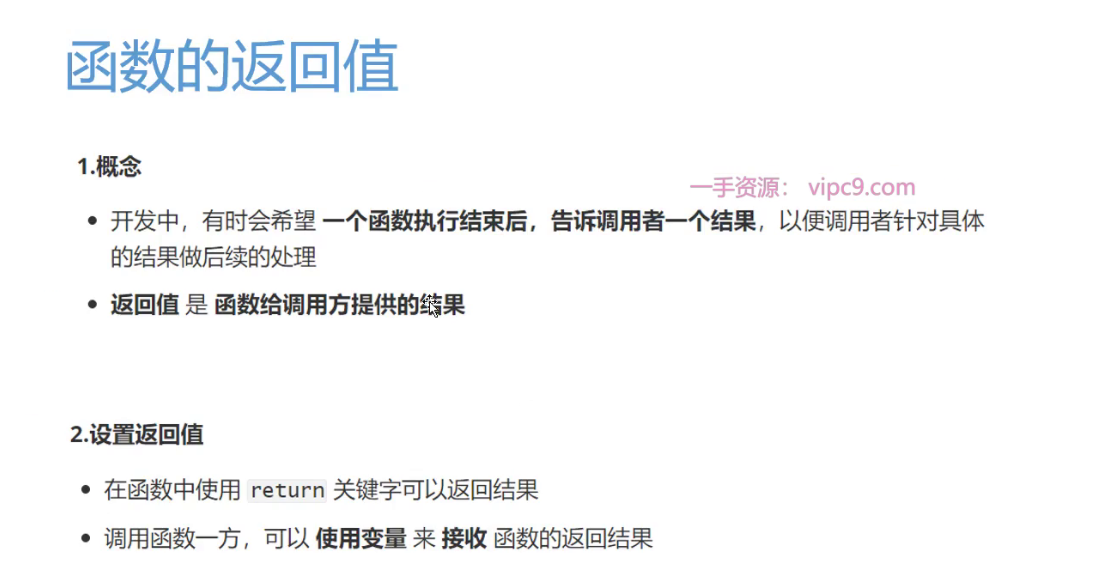 函数的返回值
1.概念
一手资源： vipc9.com
开发中，有时会希望 一个函数执行结束后，告诉调用者一个结果，以便调用者针对具体
的结果做后续的处理
返回值 是 函数给调用方提供的结果
2.设置返回值
在函数中使用 return 关键字可以返回结果
调用函数一方，可以 使用变量 来 接收 函数的返回结果